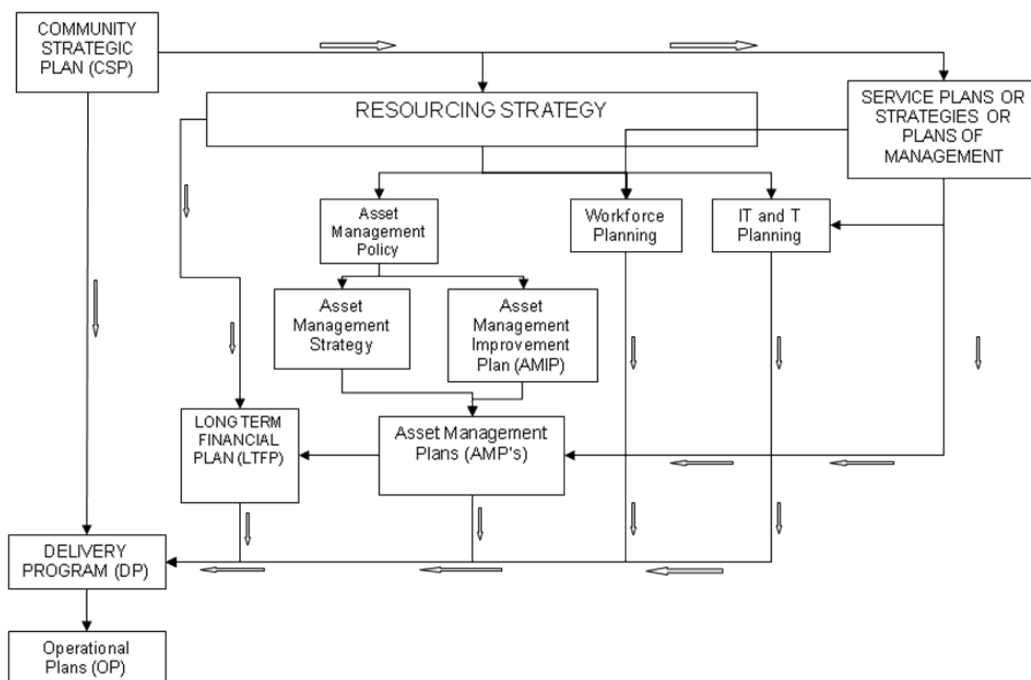 COMMUNITY
STRATEGIC
PLAN (CSP)
RESOURCING STRATEGY
SERVICE PLANS OR
STRATEGIES OR
PLANS OF
MANAGEMENT
Asset
Management
Policy
Workforce
Planning
IT and T
Planning
Asset
Management
Strategy
Asset
Management
Improvement
Plan (AMIP)
LONG TERM
FINANCIAL
PLAN (LTFP)
Asset Management
Plans (AMP's)
DELIVERY
PROGRAM (DP)
Operational
Plans (OP)